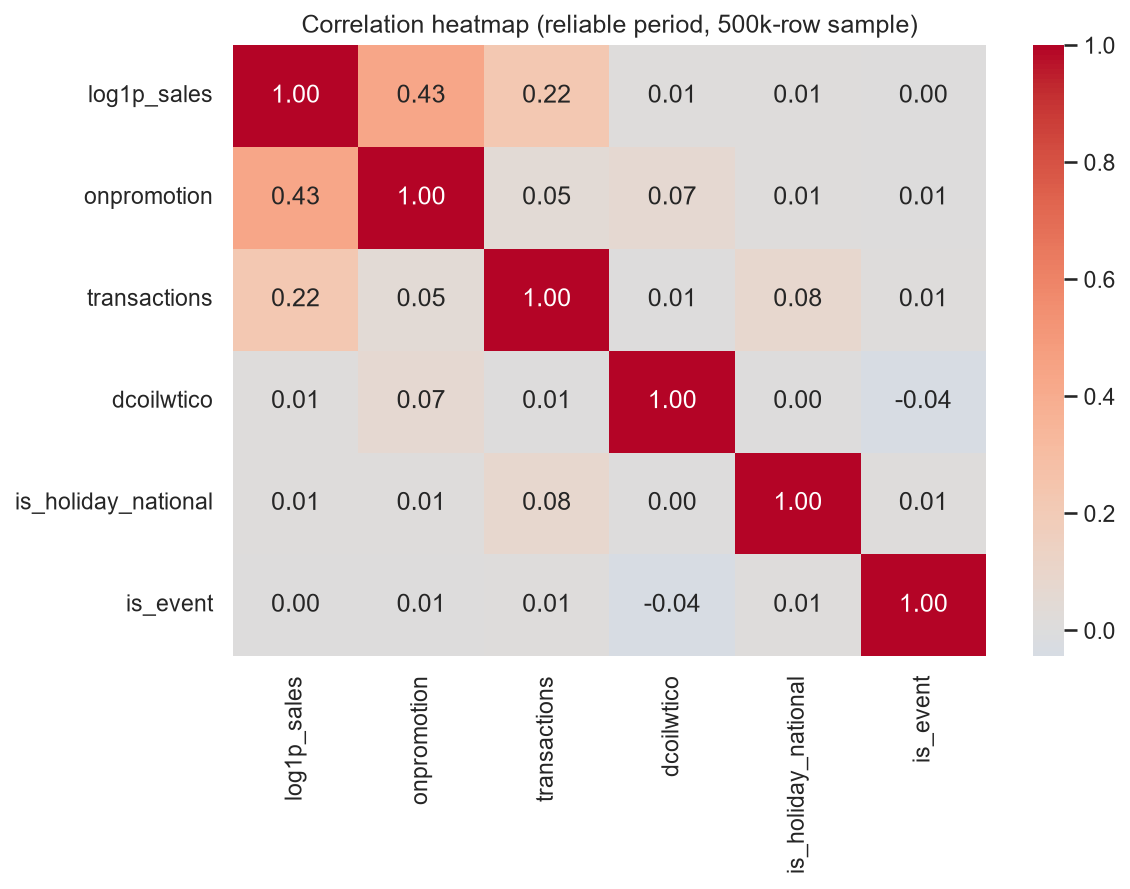 Correlation heatmap (reliable period, 500k-row sample)
log1p_sales 1.00 0.43 0.22 0.01 0.01 0.00
onpromotion 0.43 1.00 0.05 0.07 0.01 0.01
transactions 0.22 0.05 1.00 0.01 0.08 0.01
dcoilwtico 0.01 0.07 0.01 1.00 0.00 -0.04
is_holiday_national 0.01 0.01 0.08 0.00 1.00 0.01
is_event 0.00 0.01 0.01 -0.04 0.01 1.00
log1p_sales
onpromotion
transactions
dcoilwtico
is_holiday_national
is_event
1.0
0.8
0.6
0.4
0.2
0.0